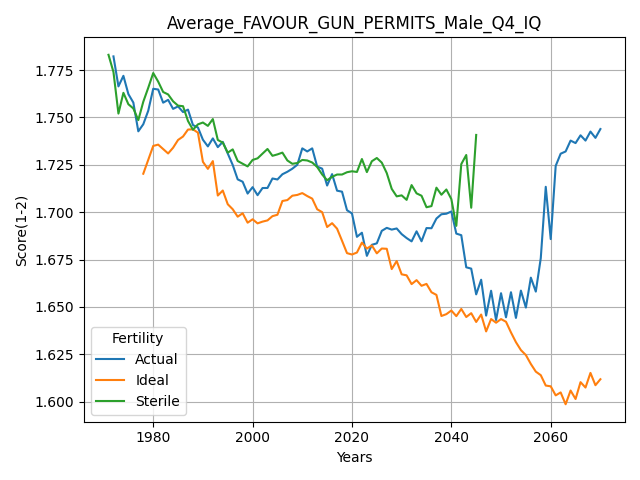 Average_FAVOUR_GUN_PERMITS_Male_Q4_IQ
Score(1-2)
1.775
1.750
1.725
1.700
1.675
1.650
1.625
1.600
Fertility
Actual
Ideal
Sterile
1980 2000 2020 2040 2060
Years